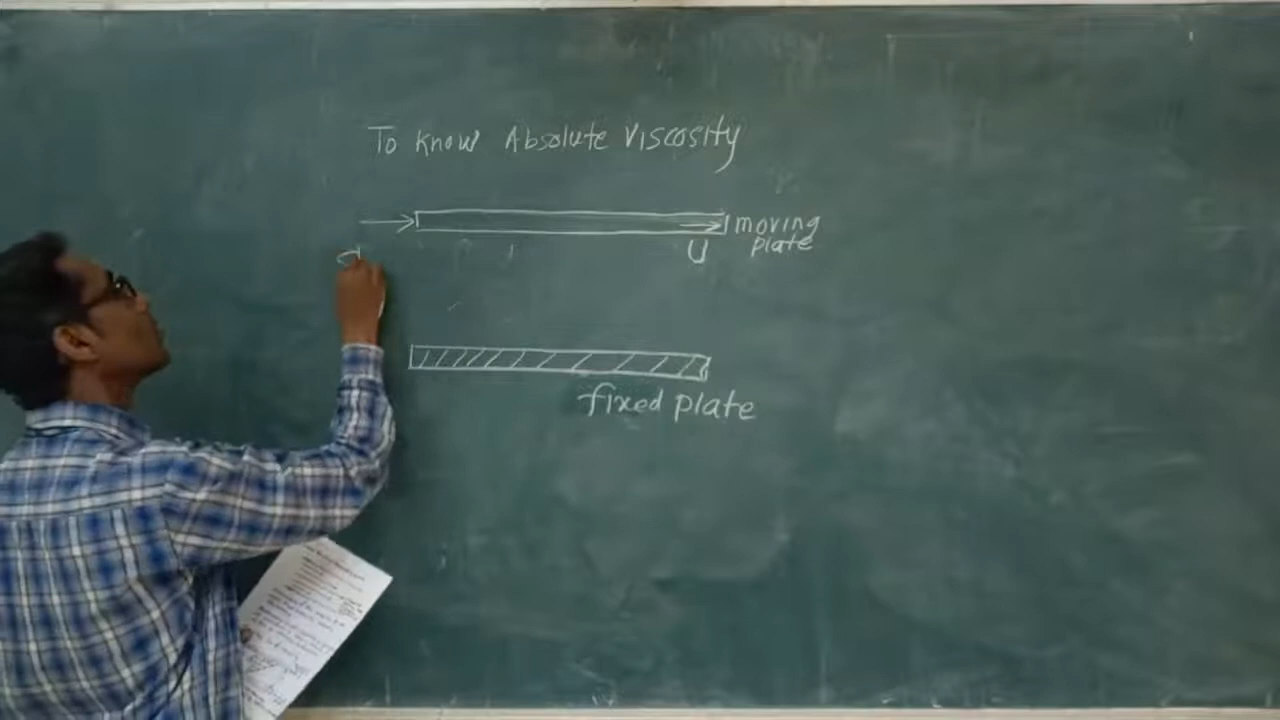 To know Absolute Viscosity
moving
plate
U
fixed plate